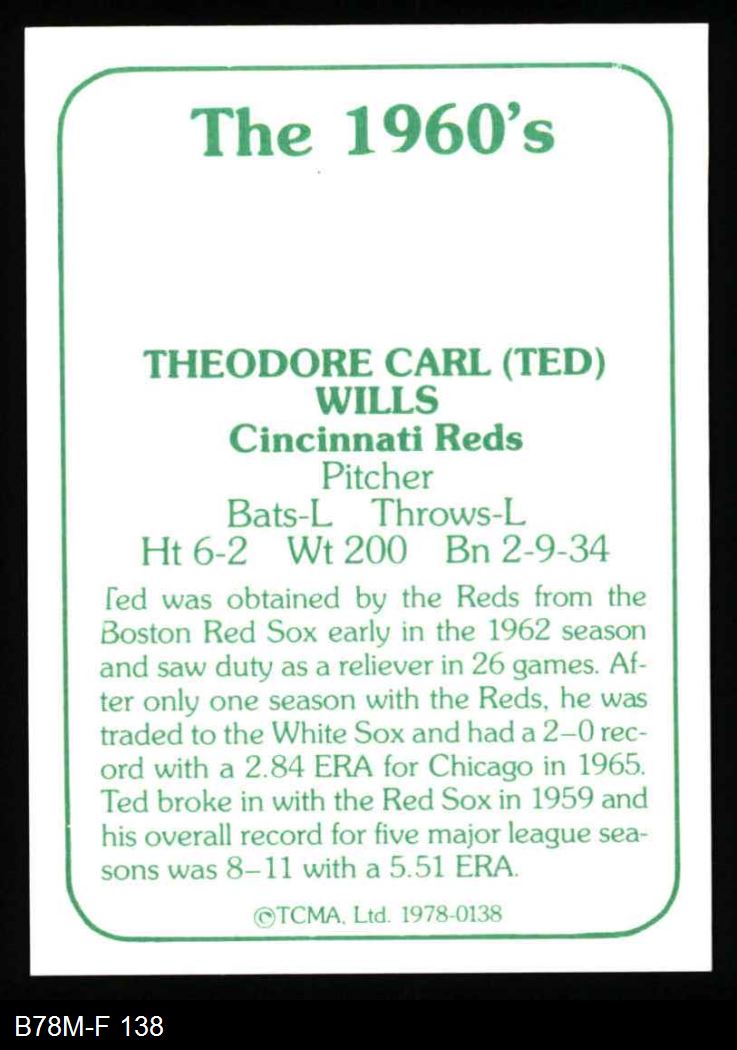 The 1960's
THEODORE CARL (TED)
WILLS
Cincinnati Reds
Pitcher
Bats-L Throws-L
Ht 6-2 Wt 200 Bn 2-9-34
Ted was obtained by the Reds from the
Boston Red Sox early in the 1962 season
and saw duty as a reliever in 26 games. Af-
ter only one season with the Reds, he was
traded to the White Sox and had a 2–0 rec-
ord with a 2.84 ERA for Chicago in 1965.
Ted broke in with the Red Sox in 1959 and
his overall record for five major league sea-
sons was 8–11 with a 5.51 ERA.
©TCMA, Ltd. 1978-0138
B78M-F 138